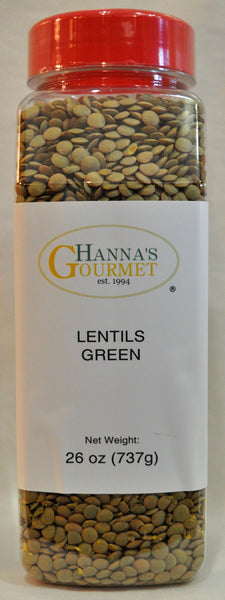 HANNA'S
GOURMET
est. 1994
®
LENTILS
GREEN
Net Weight:
26 oz (737g)